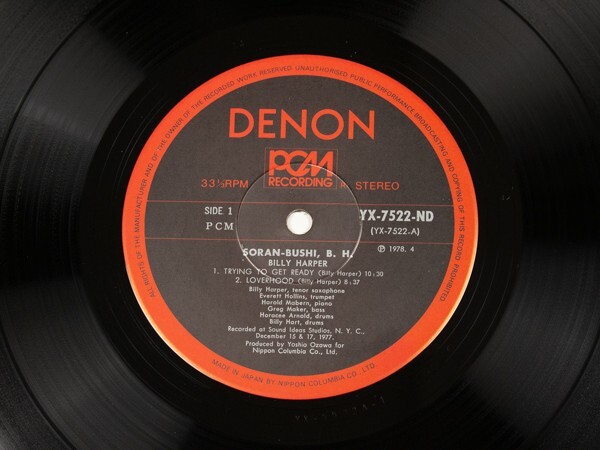 ALL RIGHTS OF THE MANUFACTURER AND OF THE OWNER OF THE RECORDED WORK RESERVED UNAUTHORISED PUBLIC PERFORMANCE BROADCASTING AND COPYING OF THIS RECORD PROHIBITED
DENON
PCM
RECORDING
33⅓RPM STEREO
SIDE 1 YX-7522-ND
PCM (YX-7522.A)
Ⓟ 1978. 4
SORAN-BUSHI, B. H.
BILLY HARPER
1. TRYING TO GET READY (Billy Harper) 10:30
2. LOVERHOOD (Billy Harper) 8:37
Billy Harper, tenor saxophone
Everett Hollins, trumpet
Harold Mabern, piano
Greg Maker, bass
Horacee Arnold, drums
Billy Hart, drums
Recorded at Sound Ideas Studios, N. Y. C.,
December 15 & 17, 1977.
Produced by Yoshio Ozawa for
Nippon Columbia Co., Ltd.
MADE IN JAPAN BY NIPPON COLUMBIA CO., LTD.